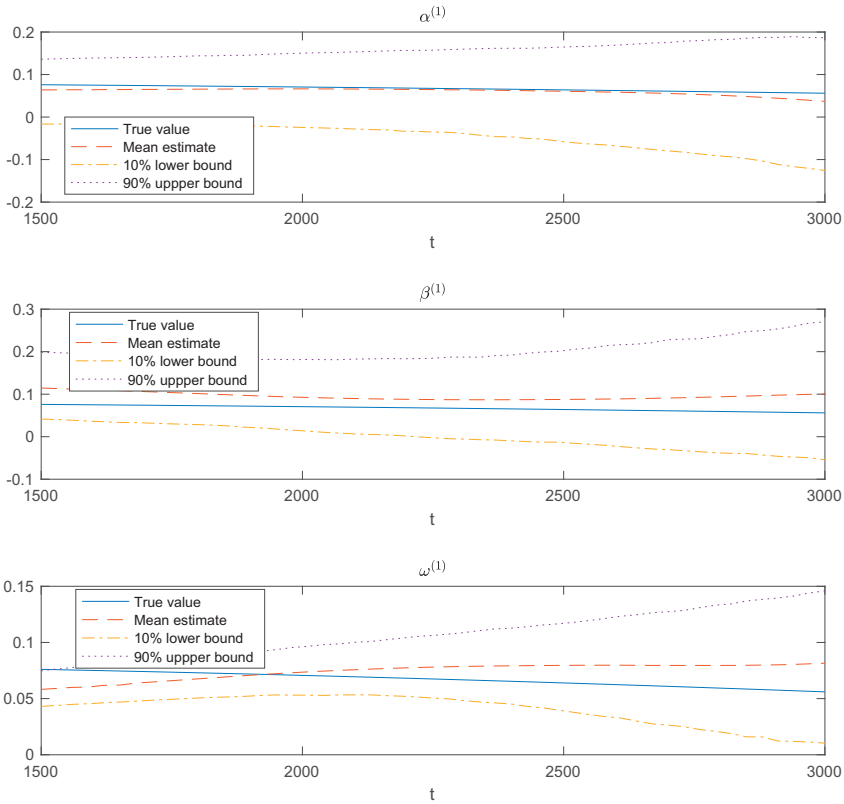 α(1)
0.2
0.1
0
-0.1
-0.2
True value
Mean estimate
10% lower bound
90% uppper bound
1500 2000 2500 3000
t
β(1)
0.3
0.2
0.1
0
-0.1
True value
Mean estimate
10% lower bound
90% uppper bound
1500 2000 2500 3000
t
ω(1)
0.15
0.1
0.05
0
True value
Mean estimate
10% lower bound
90% uppper bound
1500 2000 2500 3000
t